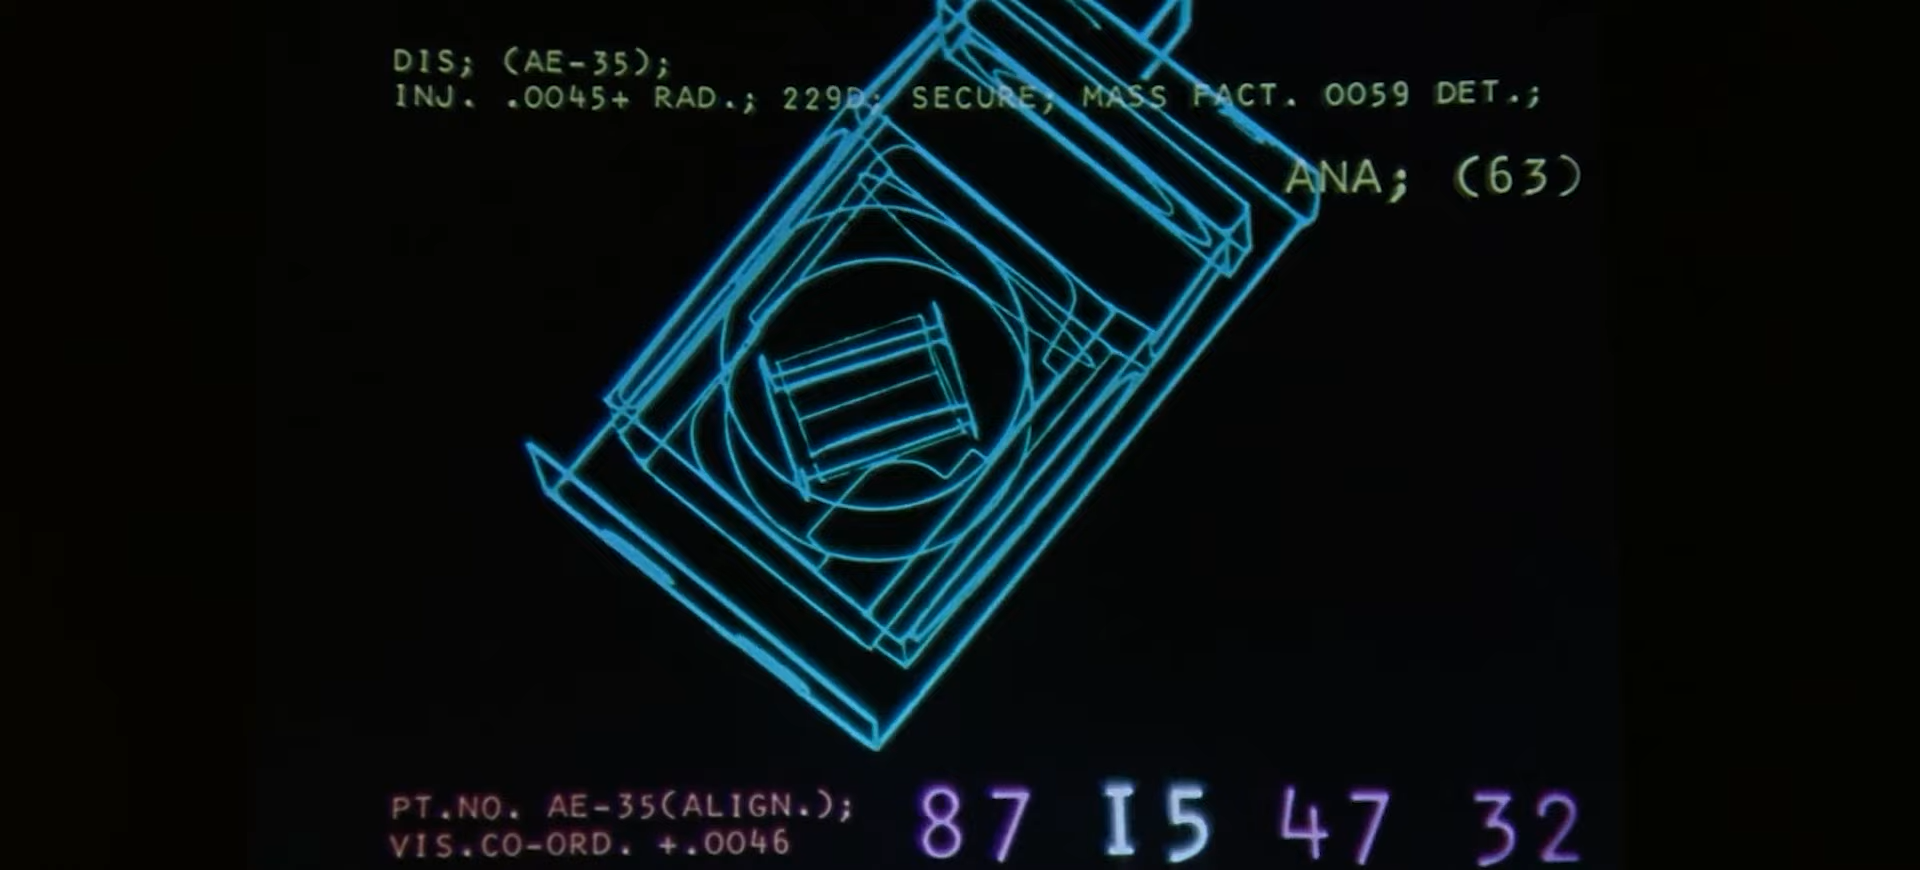 DIS; (AE-35);
INJ. .0045+ RAD.; 229D; SECURE; MASS FACT. 0059 DET.;
ANA; (63)
PT.NO. AE-35(ALIGN.); 87 I5 47 32
VIS.CO-ORD. +.0046